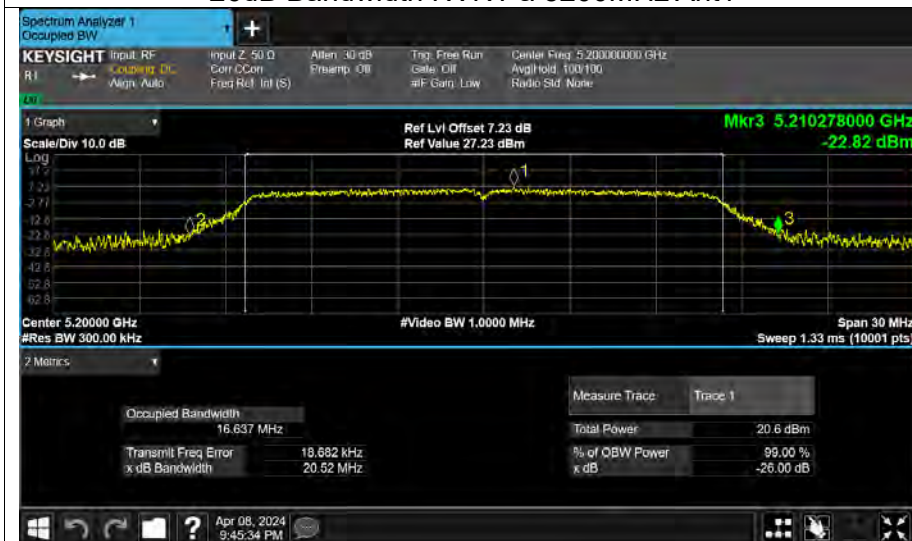 Spectrum Analyzer 1
Occupied BW
+
KEYSIGHT Input: RF Input Z: 50 Ω Atten: 30 dB Trig: Free Run Center Freq: 5.200000000 GHz
Coupling: DC Corr CCorr Preamp: Off Gate: Off Avg|Hold: 100/100
Align: Auto Freq Ref: Int (S) #IF Gain: Low Radio Std: None
1 Graph Ref Lvl Offset 7.23 dB Mkr3 5.210278000 GHz
Scale/Div 10.0 dB Ref Value 27.23 dBm -22.82 dBm
Log
17.2
7.23
-2.77
-12.8
-22.8
-32.8
-42.8
-52.8
-62.8
1
2
3
Center 5.20000 GHz #Video BW 1.0000 MHz Span 30 MHz
#Res BW 300.00 kHz Sweep 1.33 ms (10001 pts)
2 Metrics
Measure Trace Trace 1
Occupied Bandwidth
16.637 MHz Total Power 20.6 dBm
Transmit Freq Error 18.682 kHz % of OBW Power 99.00 %
x dB Bandwidth 20.52 MHz x dB -26.00 dB
? Apr 08, 2024
9:45:34 PM